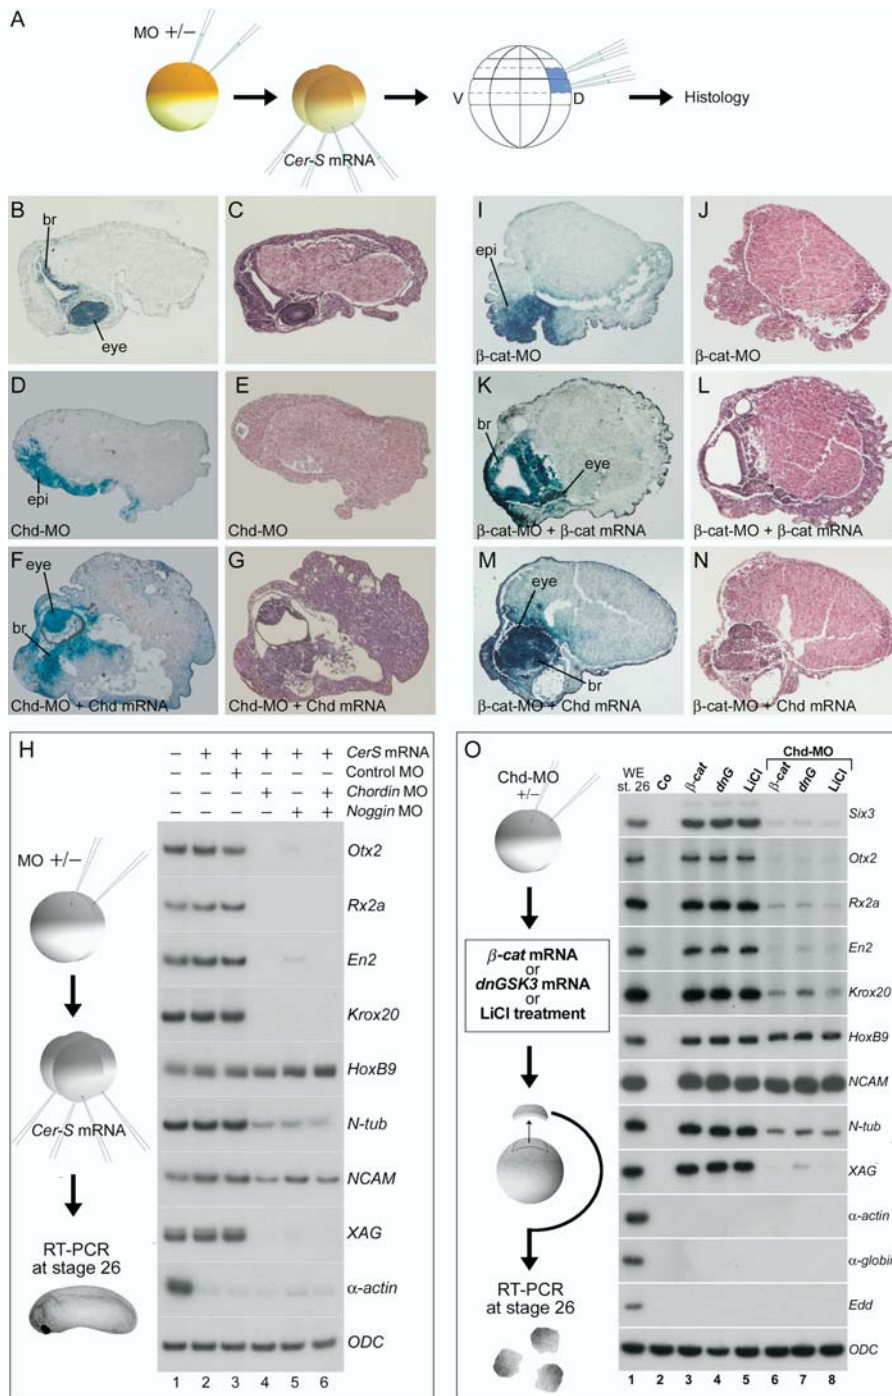 A
MO +/−
Cer-S mRNA
V
D
Histology
B
br
eye
C
D
epi
Chd-MO
E
Chd-MO
F
eye
br
Chd-MO + Chd mRNA
G
Chd-MO + Chd mRNA
I
epi
β-cat-MO
J
β-cat-MO
K
br
eye
β-cat-MO + β-cat mRNA
L
β-cat-MO + β-cat mRNA
M
eye
br
β-cat-MO + Chd mRNA
N
β-cat-MO + Chd mRNA
H
− + + + + + CerS mRNA
− − + − − − Control MO
− − − + − + Chordin MO
− − − − + + Noggin MO
MO +/−
Cer-S mRNA
RT-PCR
at stage 26
Otx2
Rx2a
En2
Krox20
HoxB9
N-tub
NCAM
XAG
α-actin
ODC
1 2 3 4 5 6
O
Chd-MO
+/−
β-cat mRNA
or
dnGSK3 mRNA
or
LiCl treatment
RT-PCR
at stage 26
Chd-MO
WE
st. 26
Co
β-cat
dnG
LiCl
β-cat
dnG
LiCl
Six3
Otx2
Rx2a
En2
Krox20
HoxB9
NCAM
N-tub
XAG
α-actin
α-globin
Edd
ODC
1 2 3 4 5 6 7 8